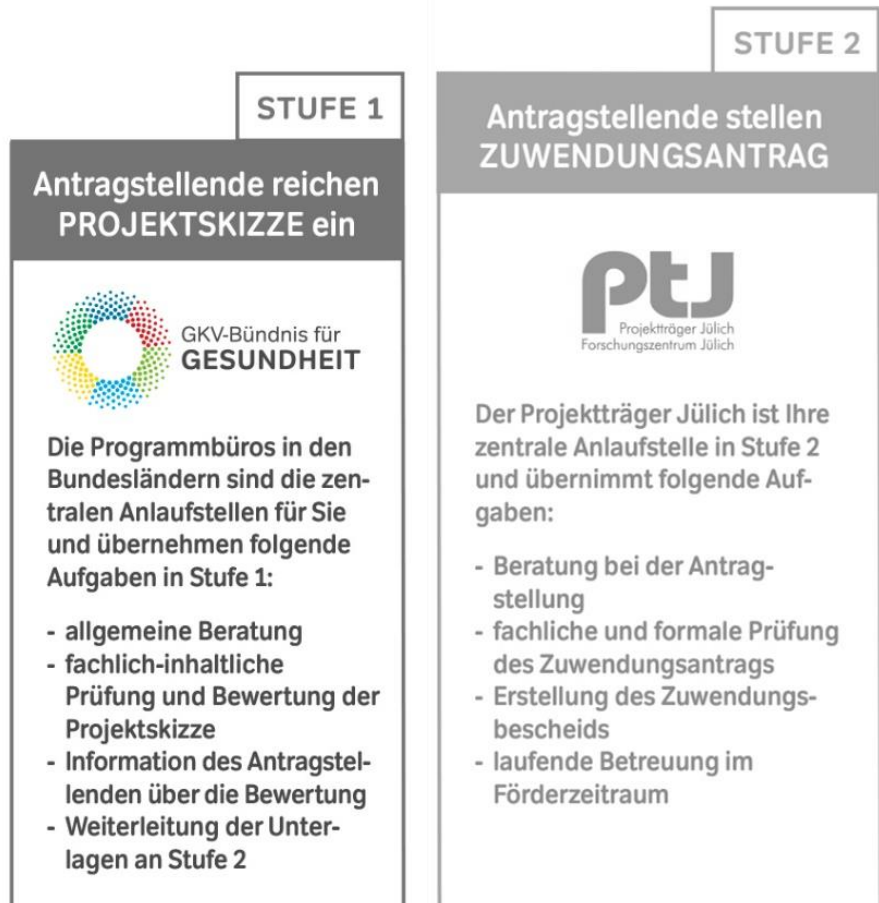 STUFE 1
Antragstellende reichen
PROJEKTSKIZZE ein
GKV-Bündnis für
GESUNDHEIT
Die Programmbüros in den
Bundesländern sind die zen-
tralen Anlaufstellen für Sie
und übernehmen folgende
Aufgaben in Stufe 1:
- allgemeine Beratung
- fachlich-inhaltliche
Prüfung und Bewertung der
Projektskizze
- Information des Antragstel-
lenden über die Bewertung
- Weiterleitung der Unter-
lagen an Stufe 2
STUFE 2
Antragstellende stellen
ZUWENDUNGSANTRAG
ptJ
Projektträger Jülich
Forschungszentrum Jülich
Der Projektträger Jülich ist Ihre
zentrale Anlaufstelle in Stufe 2
und übernimmt folgende Auf-
gaben:
- Beratung bei der Antrag-
stellung
- fachliche und formale Prüfung
des Zuwendungsantrags
- Erstellung des Zuwendungs-
bescheids
- laufende Betreuung im
Förderzeitraum